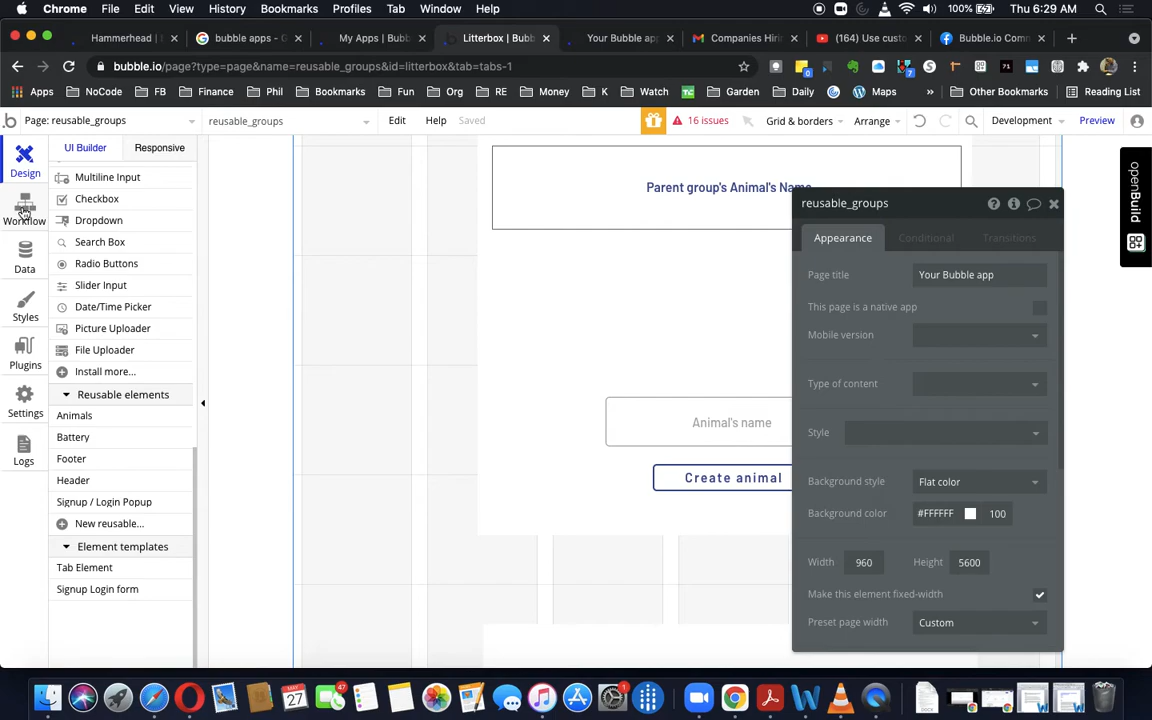 Chrome File Edit View History Bookmarks Profiles Tab Window Help 100% Thu 6:29 AM
Hammerhead | bubble apps - G My Apps | Bubb Litterbox | Bubb Your Bubble app Companies Hirin (164) Use custo Bubble.io Comm
bubble.io/page?type=page&name=reusable_groups&id=litterbox&tab=tabs-1
Apps NoCode FB Finance Phil Bookmarks Fun Org RE Money K Watch Garden Daily Maps Other Bookmarks Reading List
Page: reusable_groups reusable_groups Edit Help Saved 16 issues Grid & borders Arrange Development Preview
UI Builder Responsive
Design
Workflow
Data
Styles
Plugins
Settings
Logs
Multiline Input
Checkbox
Dropdown
Search Box
Radio Buttons
Slider Input
Date/Time Picker
Picture Uploader
File Uploader
Install more...
Reusable elements
Animals
Battery
Footer
Header
Signup / Login Popup
New reusable...
Element templates
Tab Element
Signup Login form
Parent group's Animal's Name
Animal's name
Create animal
reusable_groups
Appearance Conditional Transitions
Page title Your Bubble app
This page is a native app
Mobile version
Type of content
Style
Background style Flat color
Background color #FFFFFF 100
Width 960 Height 5600
Make this element fixed-width
Preset page width Custom
openBuild